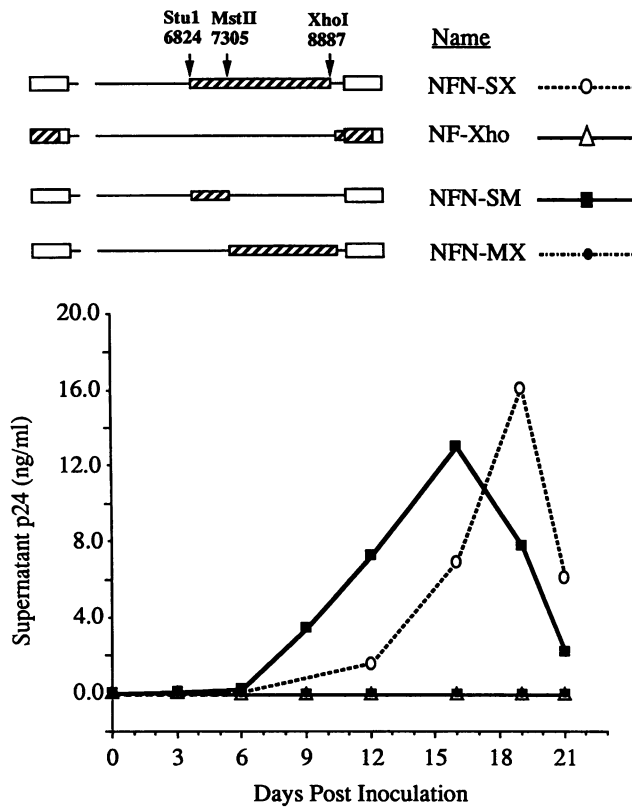 Stu1 MstII XhoI
6824 7305 8887
Name
NFN-SX
NF-Xho
NFN-SM
NFN-MX
20.0
16.0
12.0
8.0
4.0
0.0
Supernatant p24 (ng/ml)
0 3 6 9 12 15 18 21
Days Post Inoculation